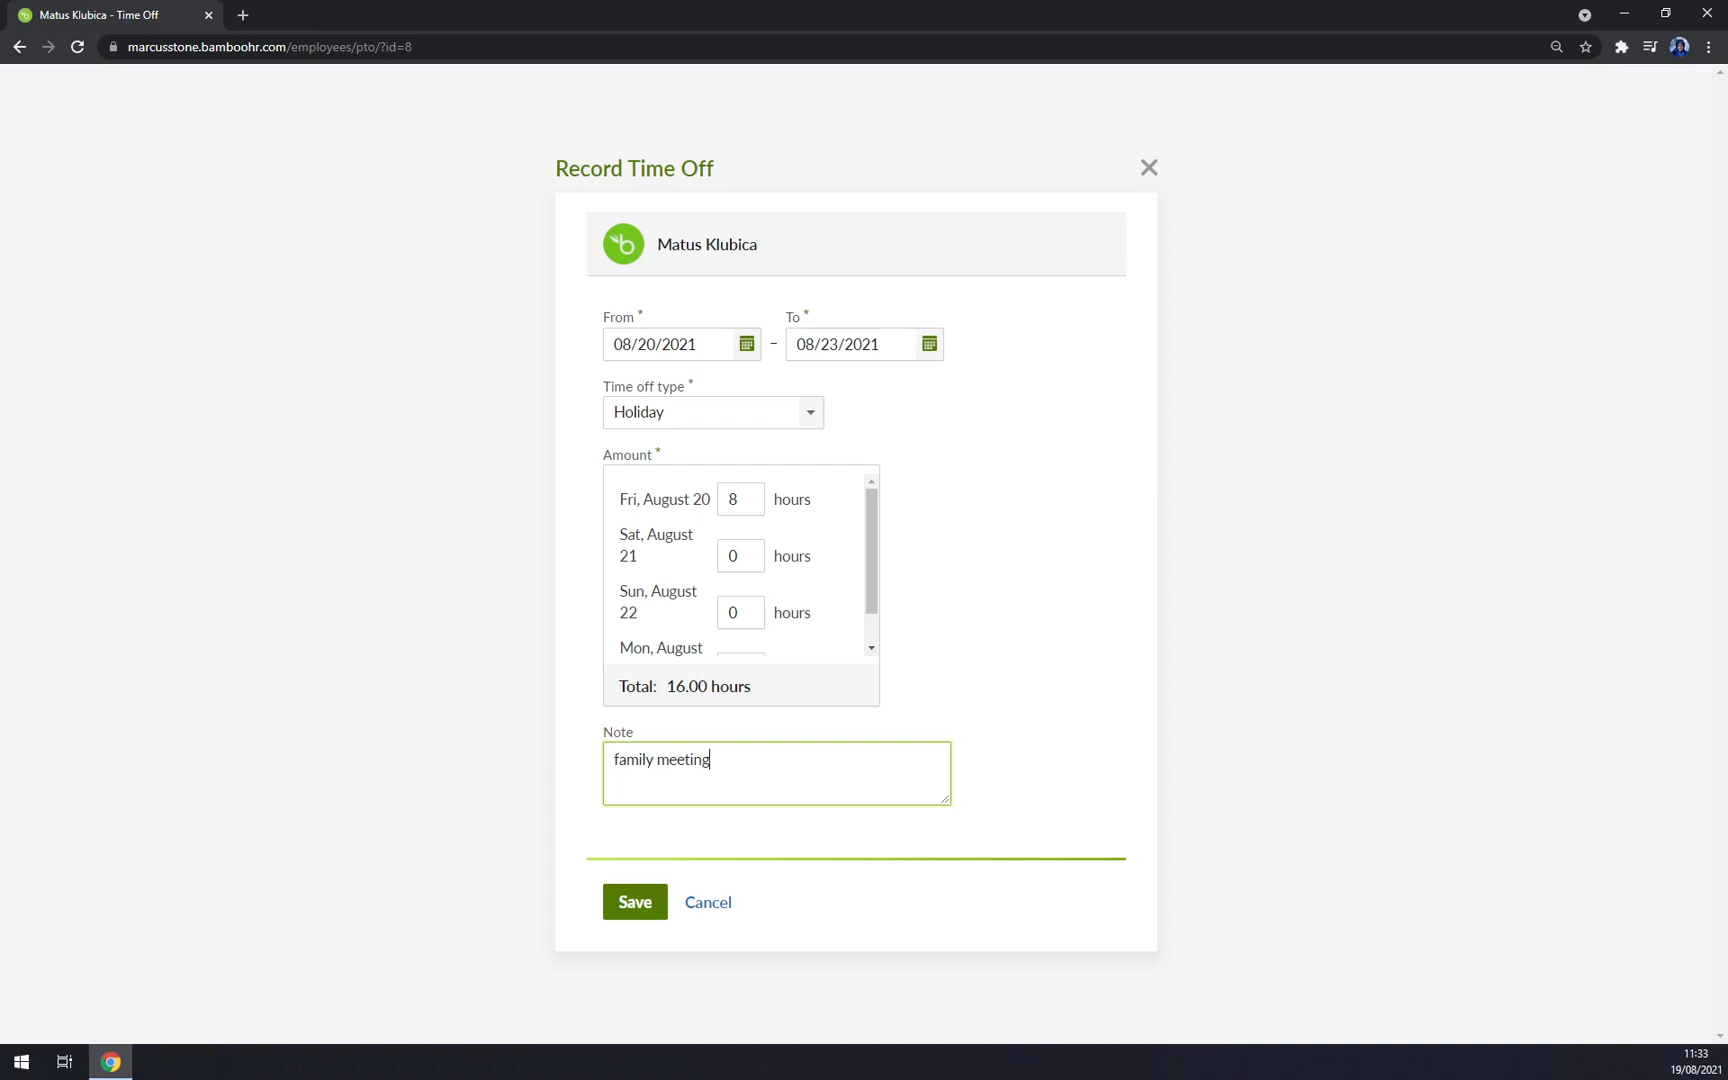 Matus Klubica - Time Off
marcusstone.bamboohr.com/employees/pto/?id=8
Record Time Off
Matus Klubica
From *
To *
08/20/2021 - 08/23/2021
Time off type *
Holiday
Amount *
Fri, August 20 8 hours
Sat, August
21 0 hours
Sun, August
22 0 hours
Mon, August
Total: 16.00 hours
Note
family meeting
Save Cancel
11:33
19/08/2021